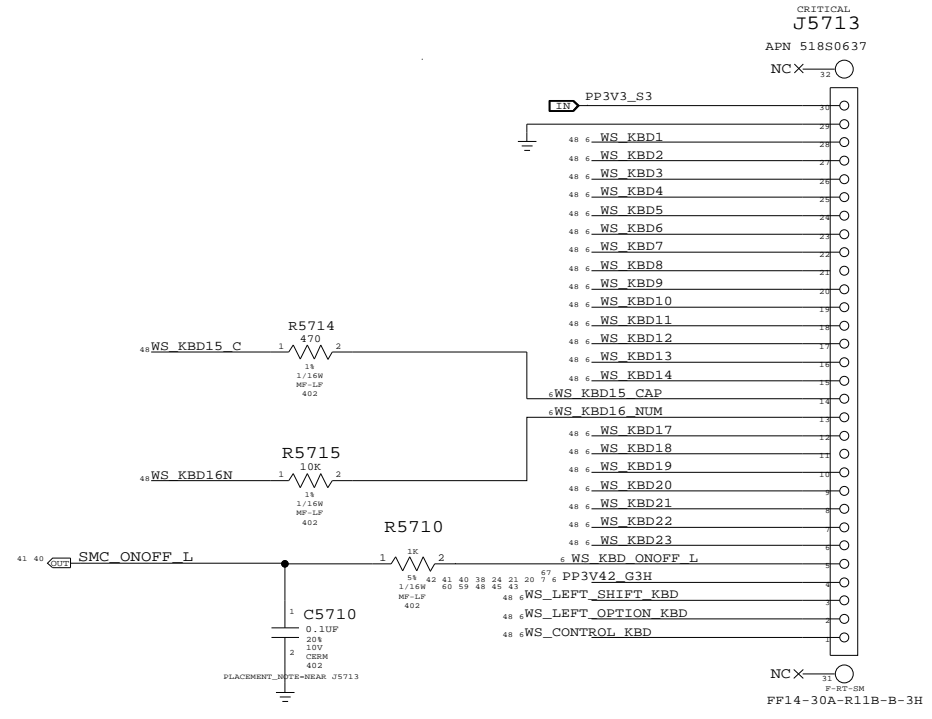 CRITICAL
J5713
APN 518S0637
NC 32
IN PP3V3_S3 30
29
48 6 WS_KBD1 28
48 6 WS_KBD2 27
48 6 WS_KBD3 26
48 6 WS_KBD4 25
48 6 WS_KBD5 24
48 6 WS_KBD6 23
48 6 WS_KBD7 22
48 6 WS_KBD8 21
48 6 WS_KBD9 20
48 6 WS_KBD10 19
48 6 WS_KBD11 18
48 6 WS_KBD12 17
48 6 WS_KBD13 16
48 6 WS_KBD14 15
6 WS_KBD15_CAP 14
6 WS_KBD16_NUM 13
48 6 WS_KBD17 12
48 6 WS_KBD18 11
48 6 WS_KBD19 10
48 6 WS_KBD20 9
48 6 WS_KBD21 8
48 6 WS_KBD22 7
48 6 WS_KBD23 6
6 WS_KBD_ONOFF_L 5
67
42 41 40 38 24 21 20 7 6 PP3V42_G3H 4
60 59 48 45 43
48 6 WS_LEFT_SHIFT_KBD 3
48 6 WS_LEFT_OPTION_KBD 2
48 6 WS_CONTROL_KBD 1
NC 31
F-RT-SM
FF14-30A-R11B-B-3H
R5714
470
48 WS_KBD15_C 1 2
1%
1/16W
MF-LF
402
R5715
10K
48 WS_KBD16N 1 2
1%
1/16W
MF-LF
402
R5710
1K
41 40 OUT SMC_ONOFF_L 1 2
5%
1/16W
MF-LF
402
1 C5710
0.1UF
20%
2 10V
CERM
402
PLACEMENT_NOTE=NEAR J5713